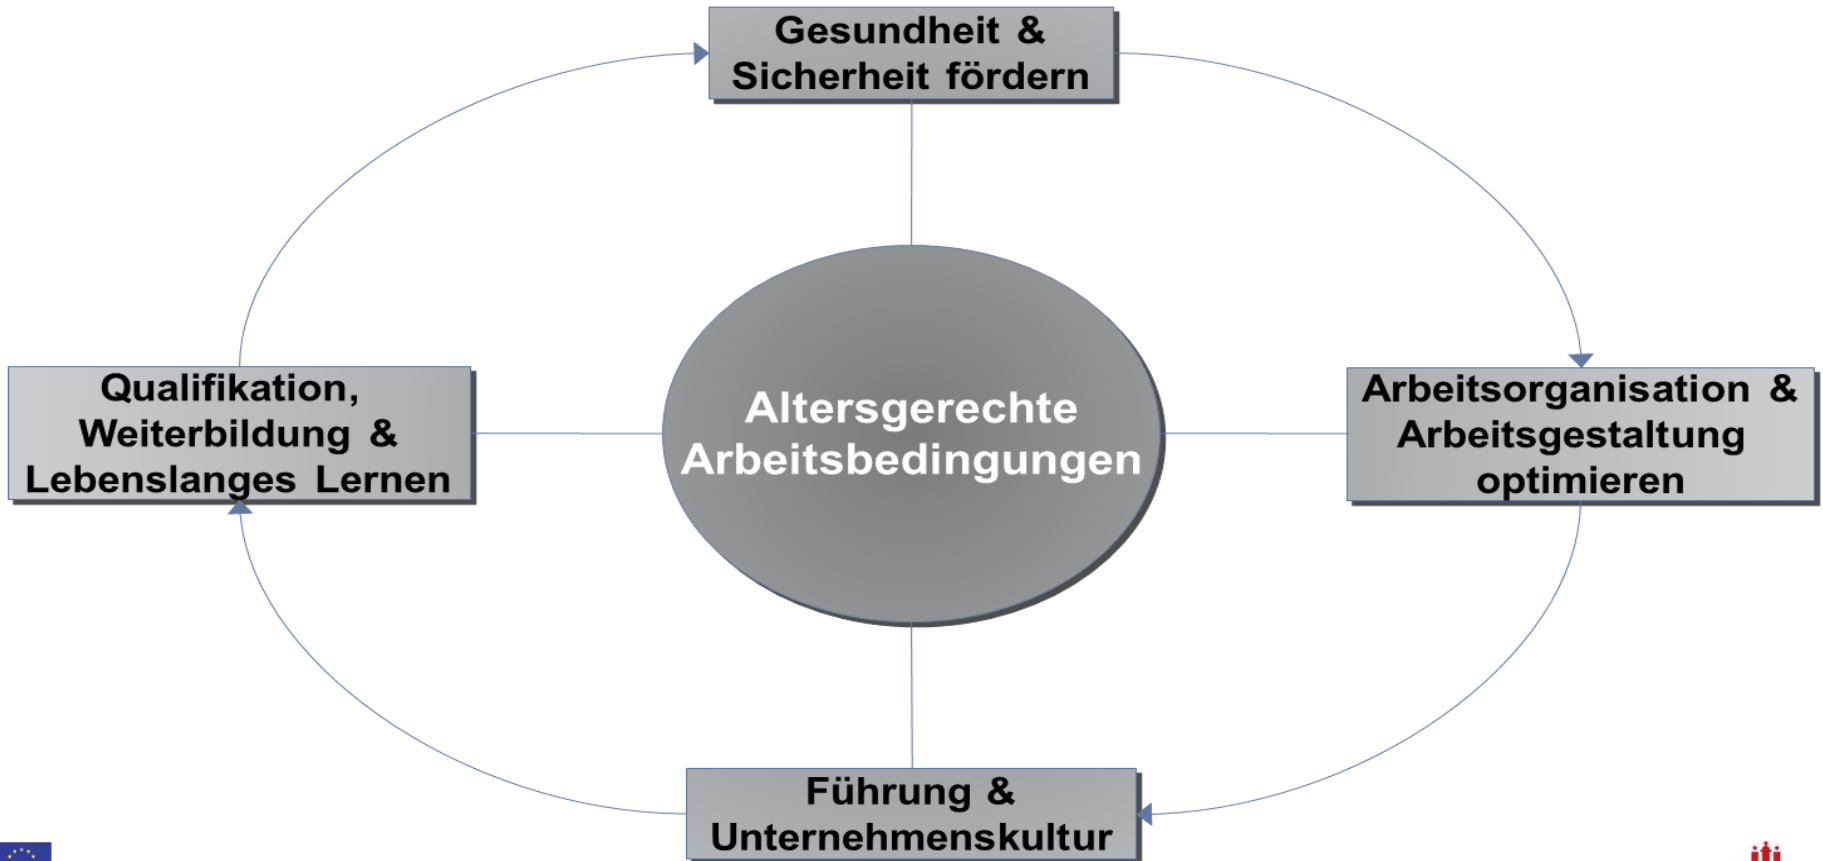 Gesundheit &
Sicherheit fördern
Qualifikation,
Weiterbildung &
Lebenslanges Lernen
Altersgerechte
Arbeitsbedingungen
Arbeitsorganisation &
Arbeitsgestaltung
optimieren
Führung &
Unternehmenskultur